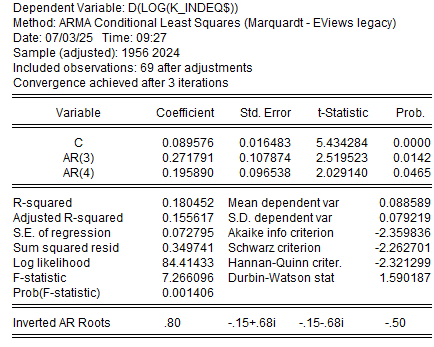 Dependent Variable: D(LOG(K_INDEQ$))
Method: ARMA Conditional Least Squares (Marquardt - EViews legacy)
Date: 07/03/25 Time: 09:27
Sample (adjusted): 1956 2024
Included observations: 69 after adjustments
Convergence achieved after 3 iterations
Variable Coefficient Std. Error t-Statistic Prob.
C 0.089576 0.016483 5.434284 0.0000
AR(3) 0.271791 0.107874 2.519523 0.0142
AR(4) 0.195890 0.096538 2.029140 0.0465
R-squared 0.180452 Mean dependent var 0.088589
Adjusted R-squared 0.155617 S.D. dependent var 0.079219
S.E. of regression 0.072795 Akaike info criterion -2.359836
Sum squared resid 0.349741 Schwarz criterion -2.262701
Log likelihood 84.41433 Hannan-Quinn criter. -2.321299
F-statistic 7.266096 Durbin-Watson stat 1.590187
Prob(F-statistic) 0.001406
Inverted AR Roots .80 -.15+.68i -.15-.68i -.50